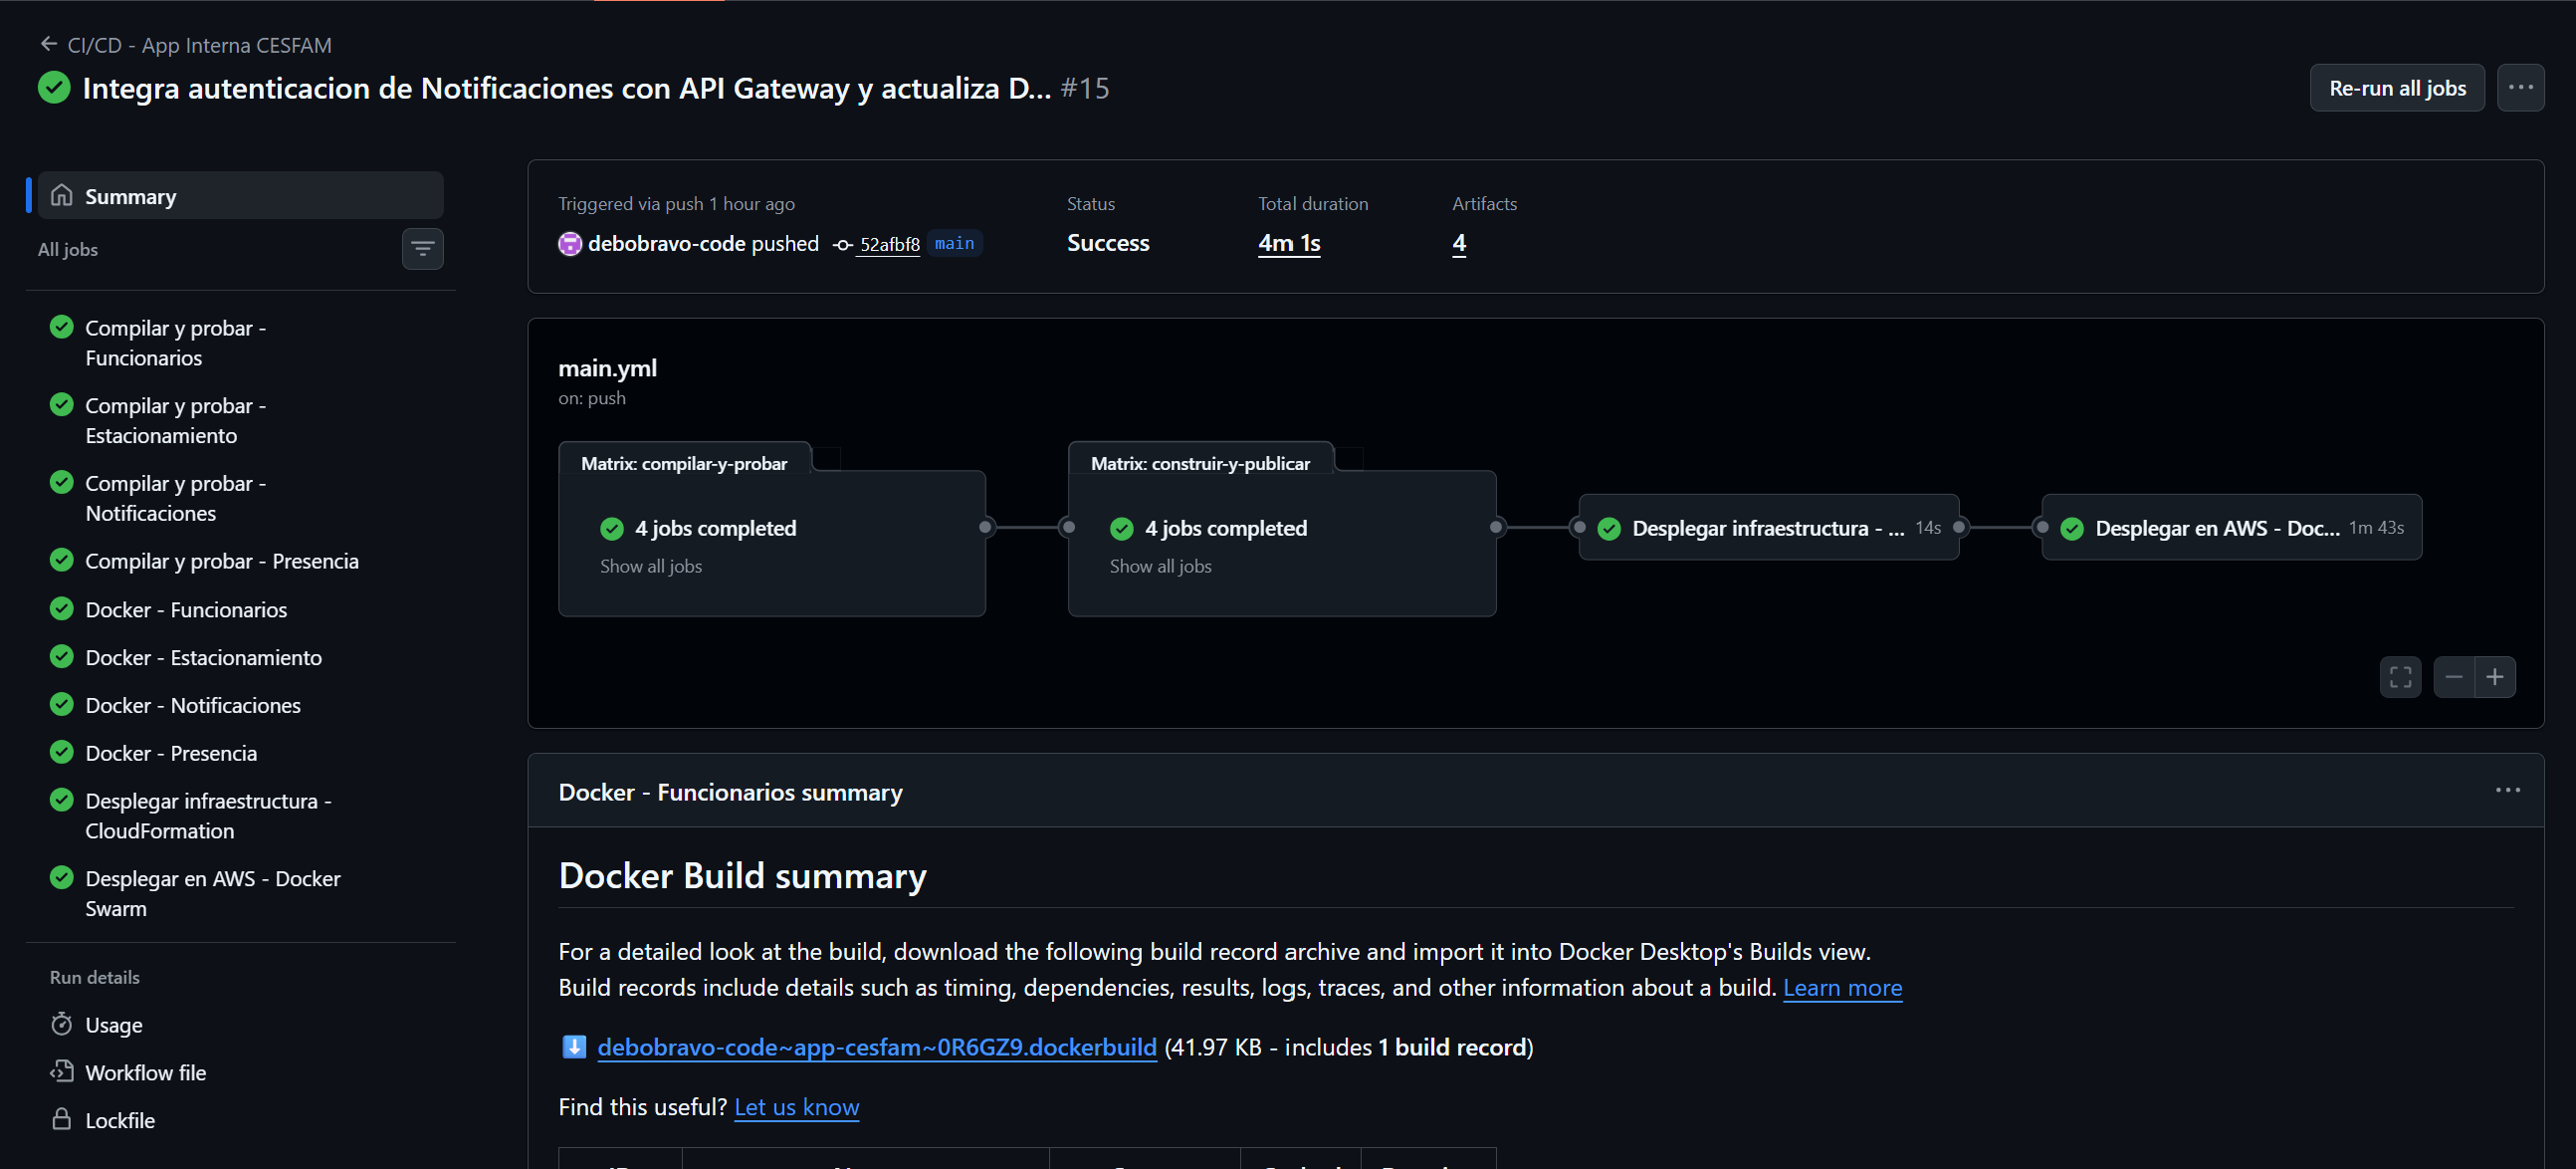 CI/CD - App Interna CESFAM
Integra autenticacion de Notificaciones con API Gateway y actualiza D... #15
Re-run all jobs
Summary
All jobs
Compilar y probar -
Funcionarios
Compilar y probar -
Estacionamiento
Compilar y probar -
Notificaciones
Compilar y probar - Presencia
Docker - Funcionarios
Docker - Estacionamiento
Docker - Notificaciones
Docker - Presencia
Desplegar infraestructura -
CloudFormation
Desplegar en AWS - Docker
Swarm
Run details
Usage
Workflow file
Lockfile
Triggered via push 1 hour ago
debobravo-code pushed 52afbf8 main
Status
Success
Total duration
4m 1s
Artifacts
4
main.yml
on: push
Matrix: compilar-y-probar
4 jobs completed
Show all jobs
Matrix: construir-y-publicar
4 jobs completed
Show all jobs
Desplegar infraestructura - ... 14s
Desplegar en AWS - Doc... 1m 43s
Docker - Funcionarios summary
Docker Build summary
For a detailed look at the build, download the following build record archive and import it into Docker Desktop's Builds view.
Build records include details such as timing, dependencies, results, logs, traces, and other information about a build. Learn more
debobravo-code~app-cesfam~0R6GZ9.dockerbuild (41.97 KB - includes 1 build record)
Find this useful? Let us know